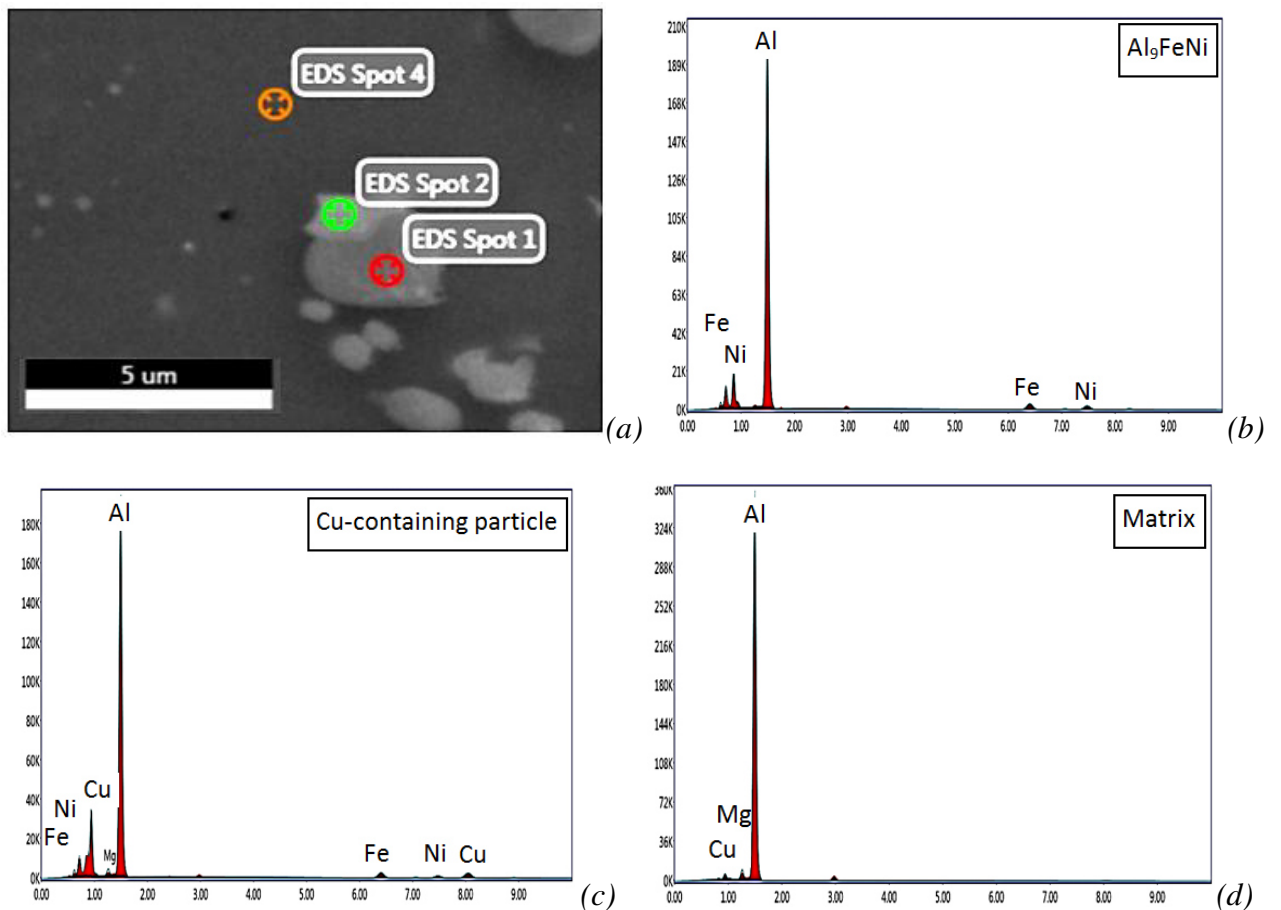 EDS Spot 4
EDS Spot 2
EDS Spot 1
5 um
(a)
210K
189K
168K
147K
126K
105K
84K
63K
42K
21K
0K
Al
Al₉FeNi
Fe
Ni
Fe
Ni
0.00 1.00 2.00 3.00 4.00 5.00 6.00 7.00 8.00 9.00
(b)
180K
160K
140K
120K
100K
80K
60K
40K
20K
0K
Al
Cu-containing particle
Cu
Ni
Fe
Mg
Fe
Ni
Cu
0.00 1.00 2.00 3.00 4.00 5.00 6.00 7.00 8.00 9.00
(c)
360K
324K
288K
252K
216K
180K
144K
108K
72K
36K
0K
Al
Matrix
Mg
Cu
0.00 1.00 2.00 3.00 4.00 5.00 6.00 7.00 8.00 9.00
(d)